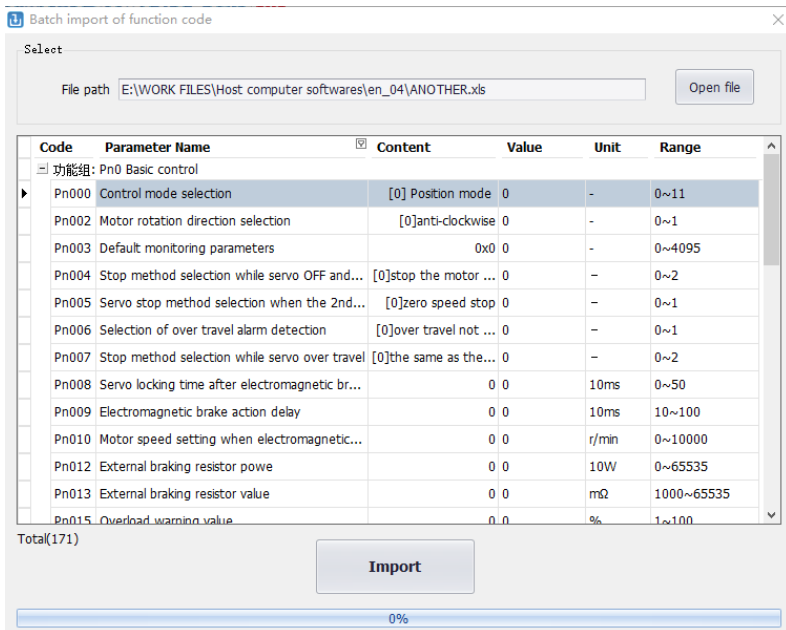 Batch import of function code
Select
File path E:\WORK FILES\Host computer softwares\en_04\ANOTHER.xls Open file
Code Parameter Name Content Value Unit Range
功能组: Pn0 Basic control
Pn000 Control mode selection [0] Position mode 0 - 0~11
Pn002 Motor rotation direction selection [0]anti-clockwise 0 - 0~1
Pn003 Default monitoring parameters 0x0 0 - 0~4095
Pn004 Stop method selection while servo OFF and... [0]stop the motor ... 0 – 0~2
Pn005 Servo stop method selection when the 2nd... [0]zero speed stop 0 – 0~1
Pn006 Selection of over travel alarm detection [0]over travel not ... 0 – 0~1
Pn007 Stop method selection while servo over travel [0]the same as the... 0 – 0~2
Pn008 Servo locking time after electromagnetic br... 0 0 10ms 0~50
Pn009 Electromagnetic brake action delay 0 0 10ms 10~100
Pn010 Motor speed setting when electromagnetic... 0 0 r/min 0~10000
Pn012 External braking resistor powe 0 0 10W 0~65535
Pn013 External braking resistor value 0 0 mΩ 1000~65535
Pn015 Overload warning value 0 0 % 1~100
Total(171)
Import
0%